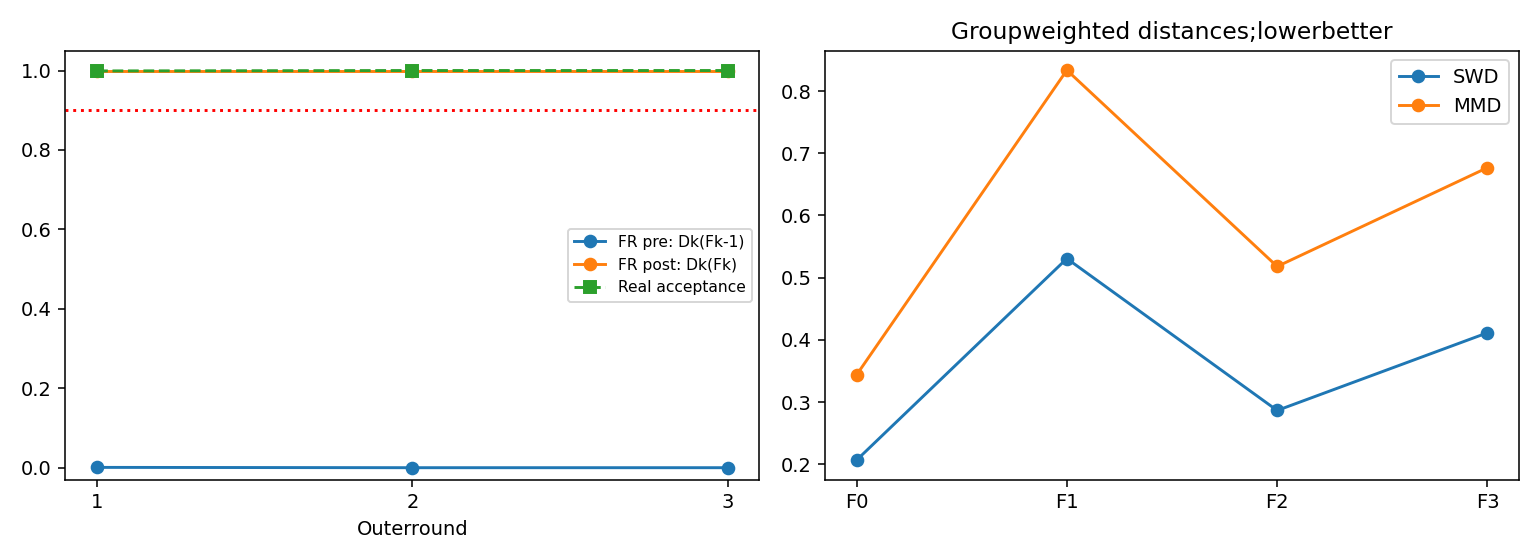 1.0
0.8
0.6
0.4
0.2
0.0
FR pre: Dk(Fk-1)
FR post: Dk(Fk)
Real acceptance
1 2 3
Outerround
Groupweighted distances;lowerbetter
SWD
MMD
0.8
0.7
0.6
0.5
0.4
0.3
0.2
F0 F1 F2 F3